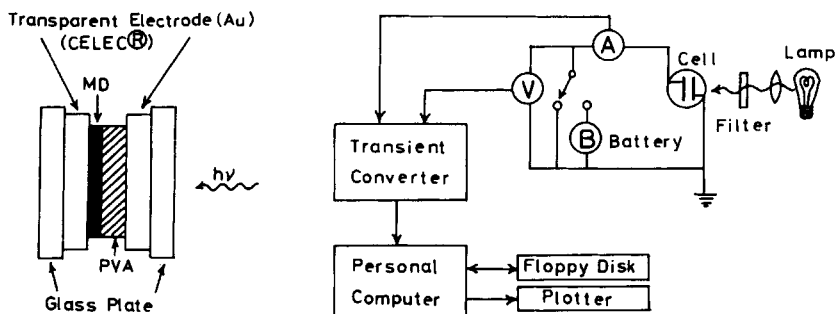 Transparent Electrode (Au)
(CELEC®)
MD
hν
PVA
Glass Plate
A
V
B
Battery
Cell
Lamp
Filter
Transient
Converter
Personal
Computer
Floppy Disk
Plotter